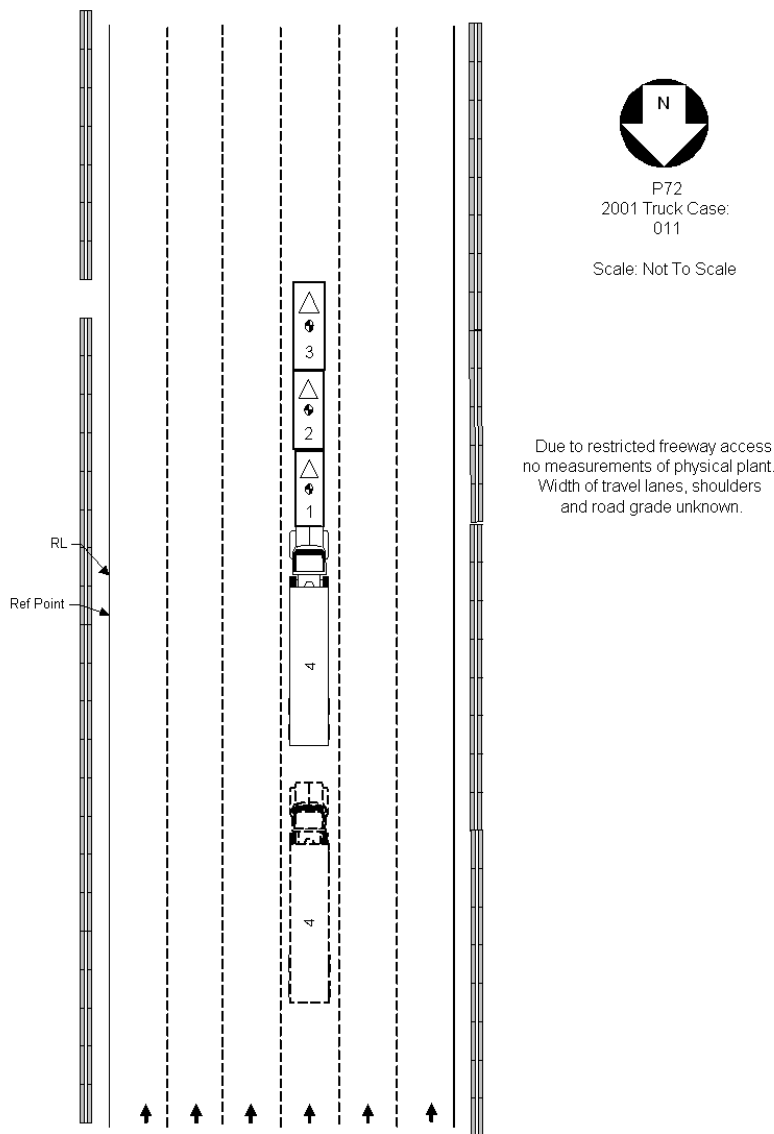 N
P72
2001 Truck Case:
011
Scale: Not To Scale
3
2
1
Due to restricted freeway access
no measurements of physical plant.
Width of travel lanes, shoulders
and road grade unknown.
RL
Ref Point
4
4